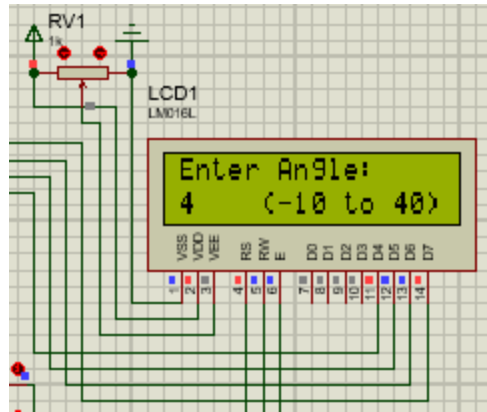 RV1
1k
LCD1
LM016L
Enter Angle:
4 (-10 to 40)
VSS VDD VEE RS RW E D0 D1 D2 D3 D4 D5 D6 D7
1 2 3 4 5 6 7 8 9 10 11 12 13 14